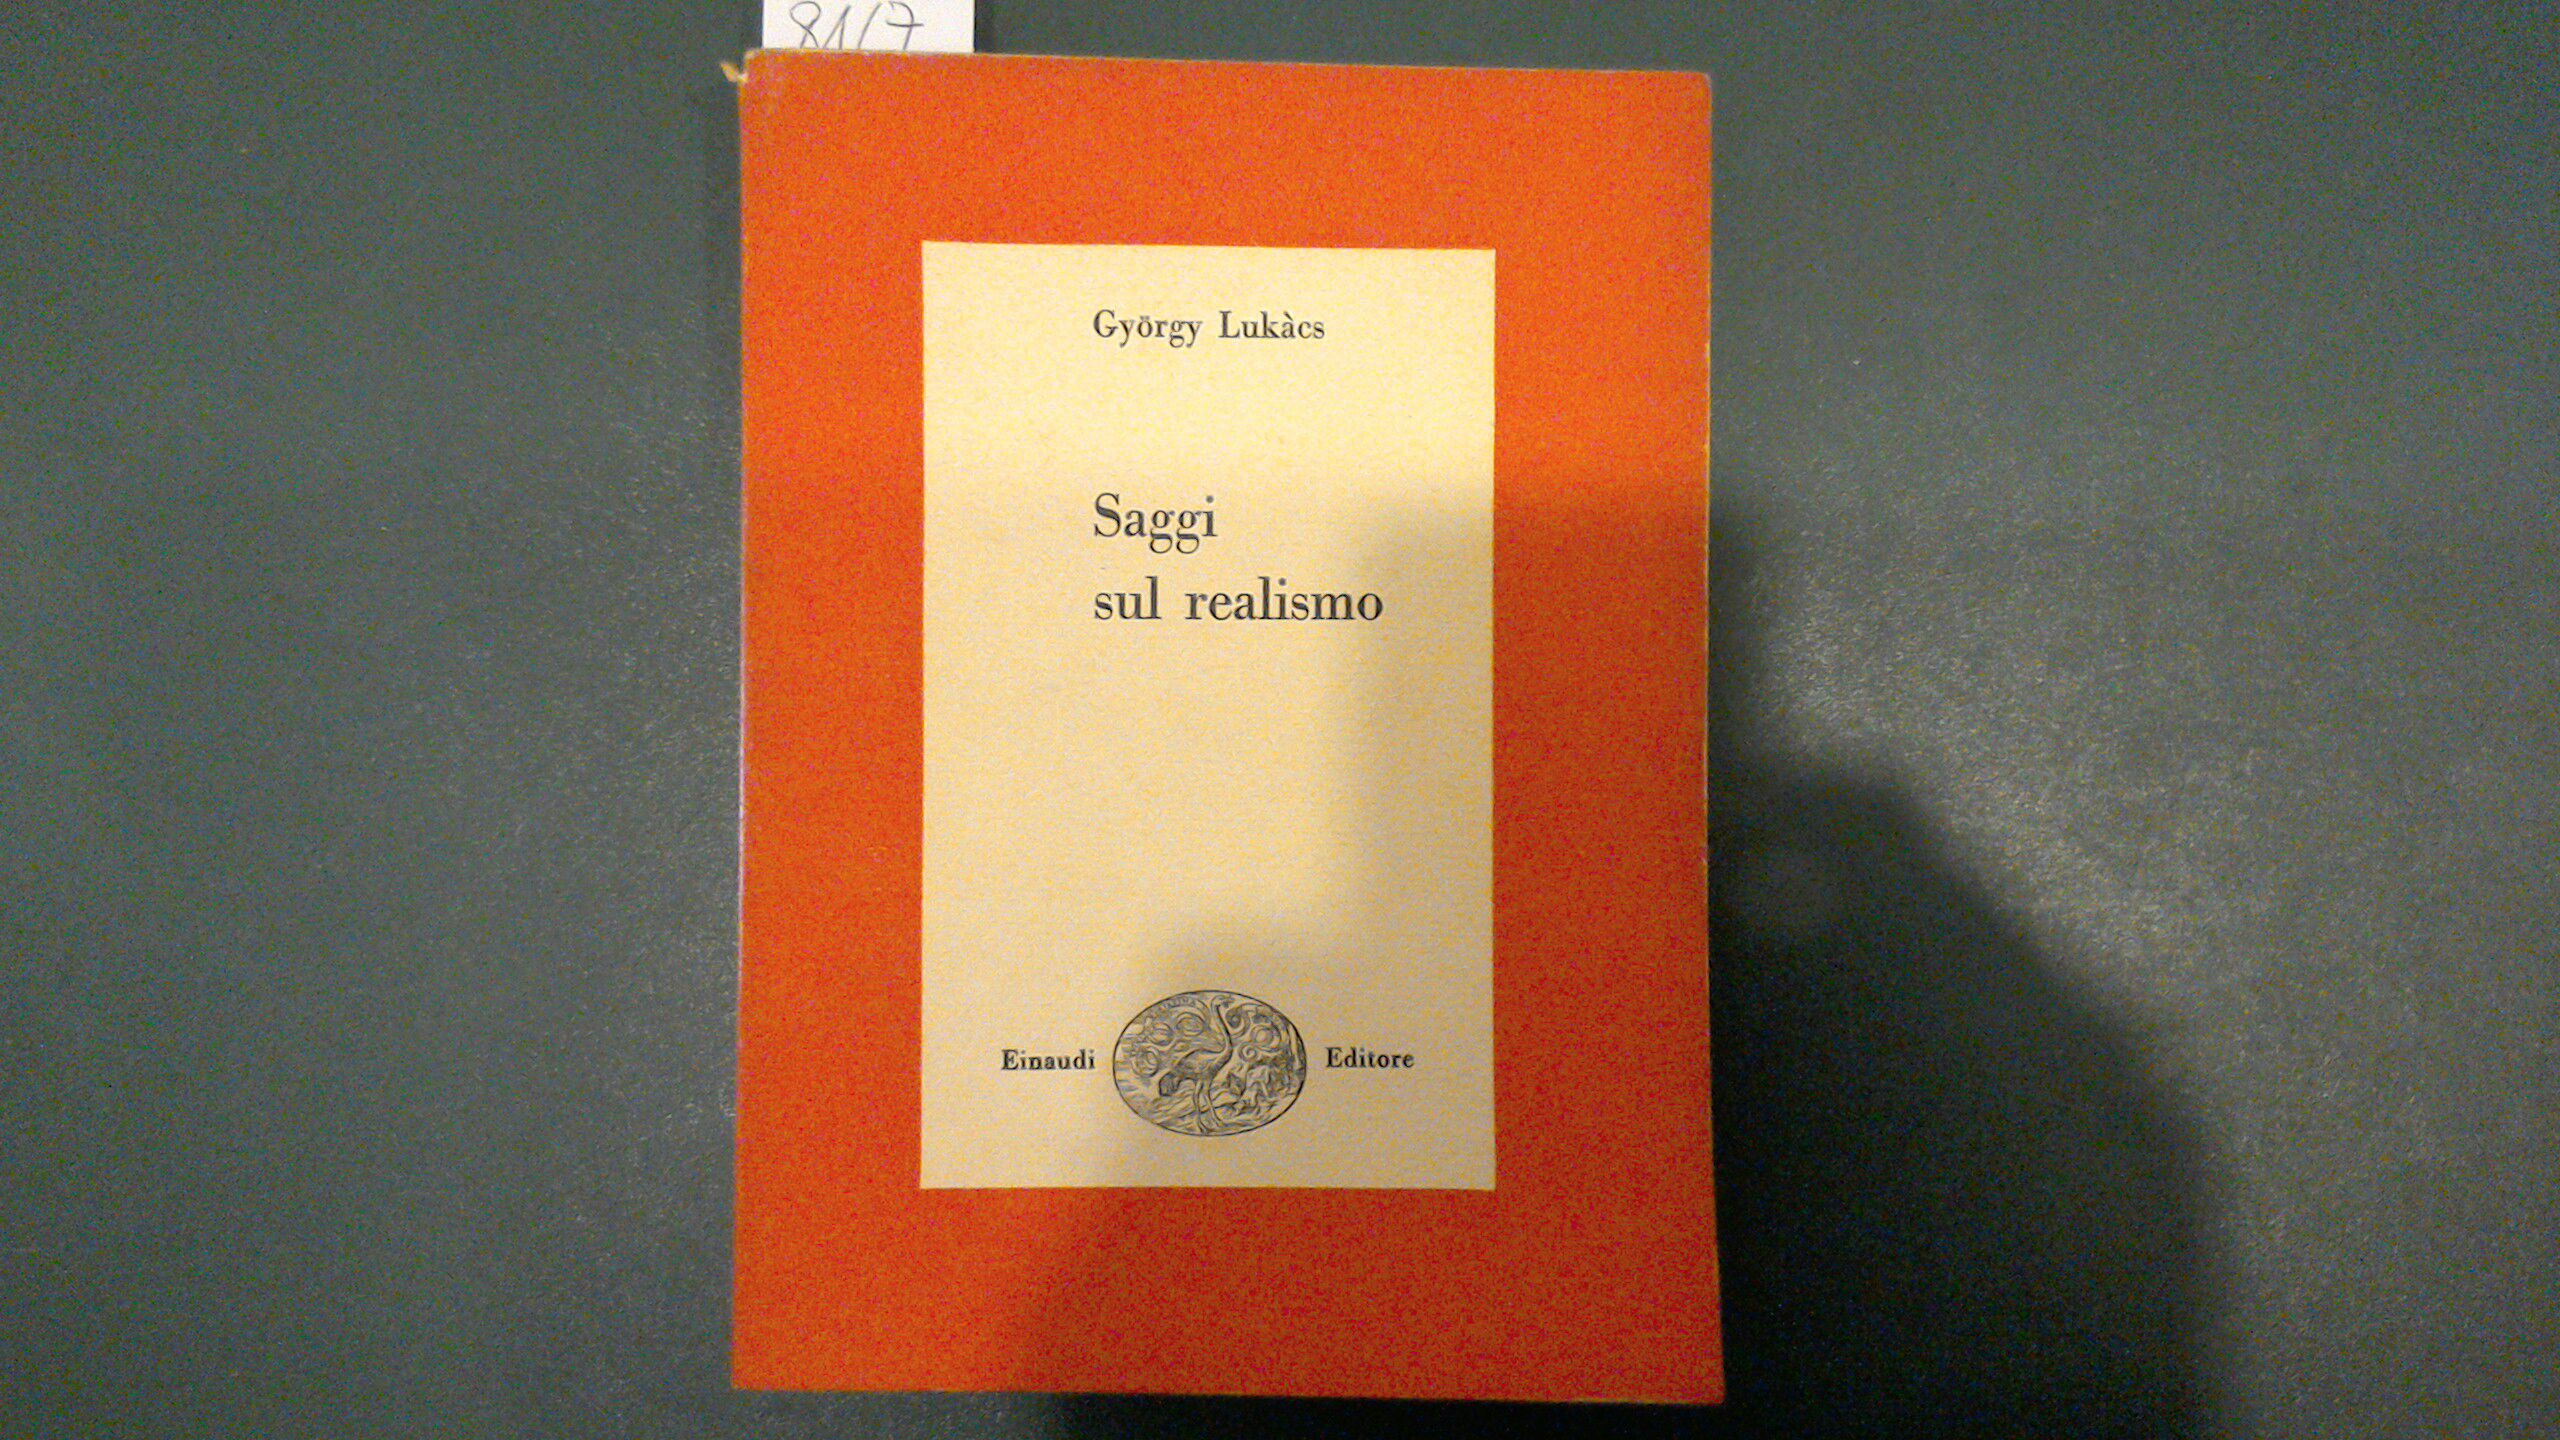 81/7
György Lukàcs
Saggi
sul realismo
Einaudi Editore